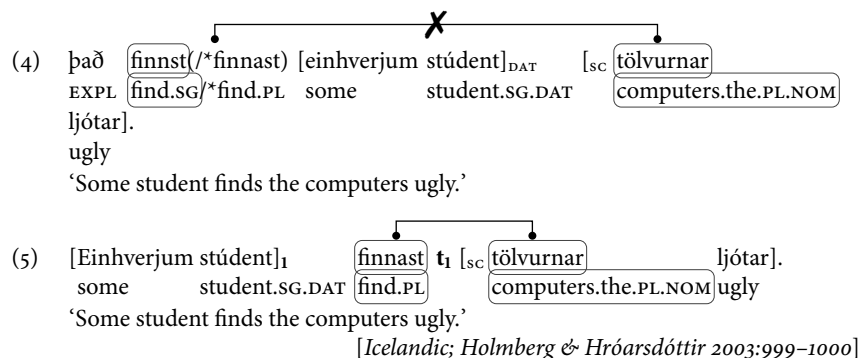 ✗
(4) það finnst(/*finnast) [einhverjum stúdent]DAT [SC tölvurnar
EXPL find.SG/*find.PL some student.SG.DAT computers.the.PL.NOM
ljótar].
ugly
‘Some student finds the computers ugly.’
(5) [Einhverjum stúdent]1 finnast t1 [SC tölvurnar ljótar].
some student.SG.DAT find.PL computers.the.PL.NOM ugly
‘Some student finds the computers ugly.’
[Icelandic; Holmberg & Hróarsdóttir 2003:999–1000]